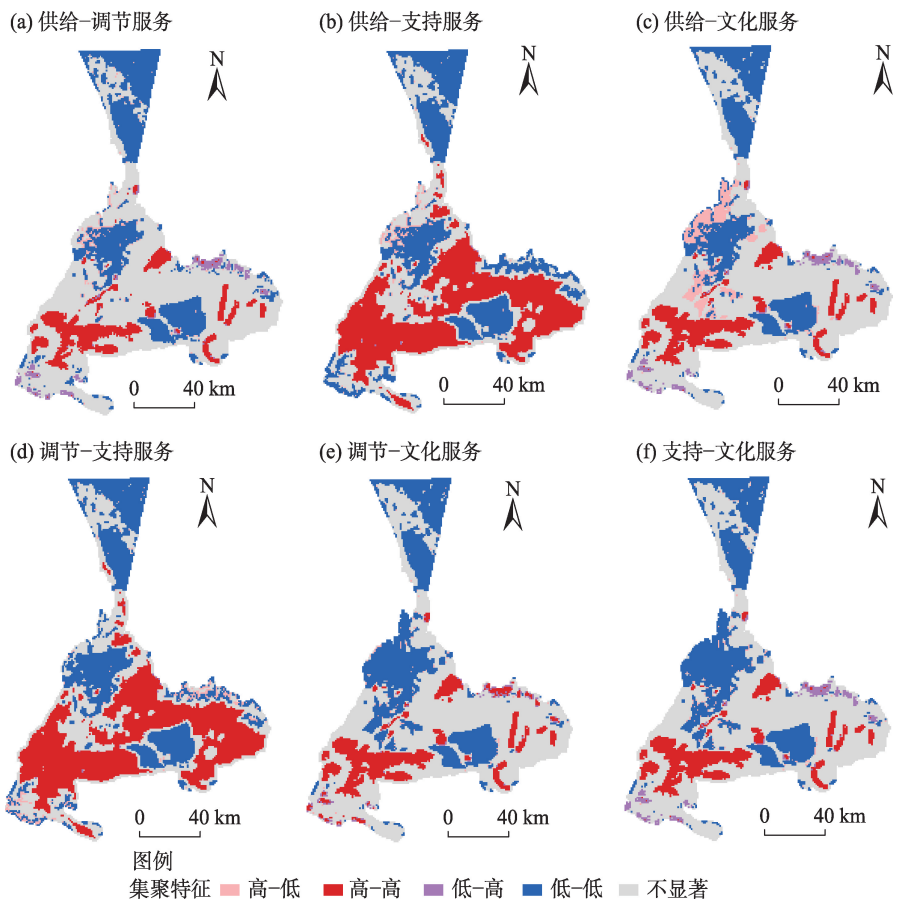 (a) 供给−调节服务
(b) 供给−支持服务
(c) 供给−文化服务
N
N
N
0 40 km
0 40 km
0 40 km
(d) 调节−支持服务
(e) 调节−文化服务
(f) 支持−文化服务
N
N
N
0 40 km
0 40 km
0 40 km
图例
集聚特征 高−低 高−高 低−高 低−低 不显著